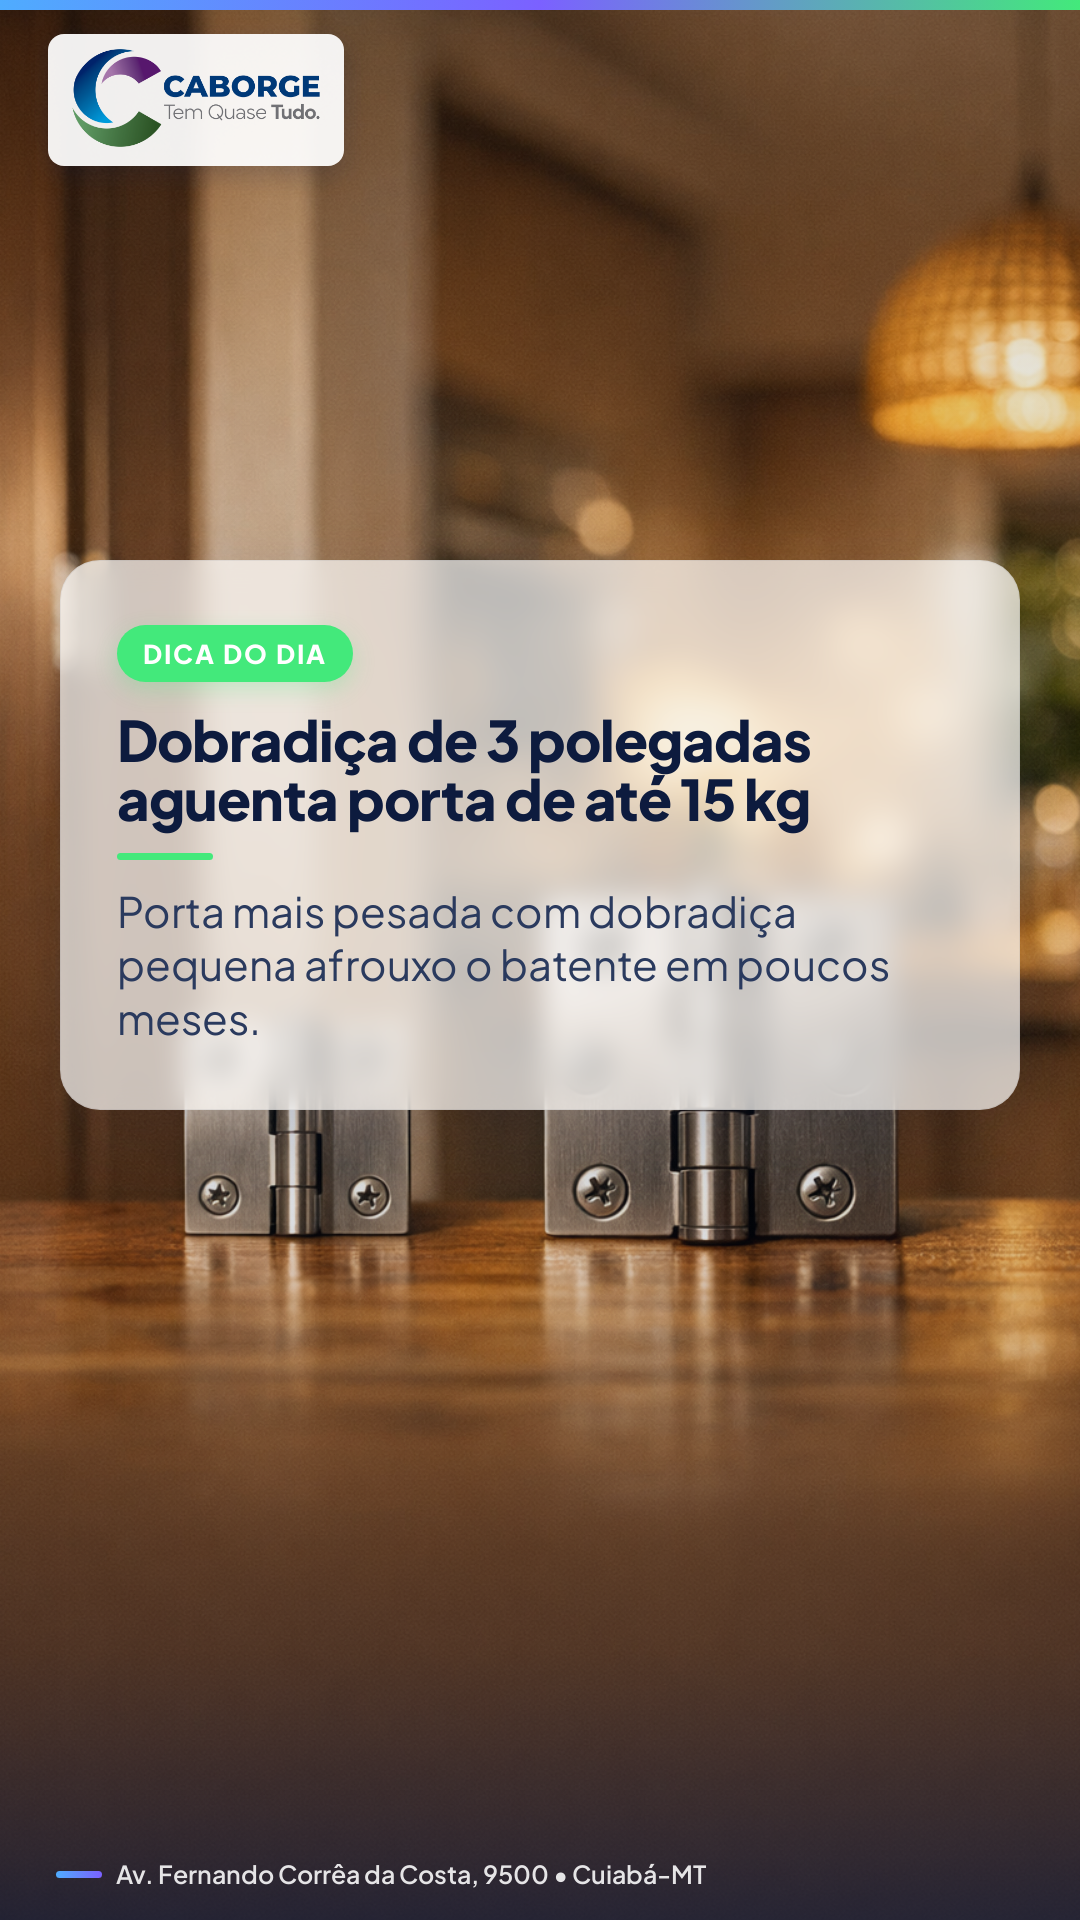 CABORGE
Tem Quase Tudo.
DICA DO DIA
Dobradiça de 3 polegadas
aguenta porta de até 15 kg
Porta mais pesada com dobradiça
pequena afrouxo o batente em poucos
meses.
Av. Fernando Corrêa da Costa, 9500 • Cuiabá-MT